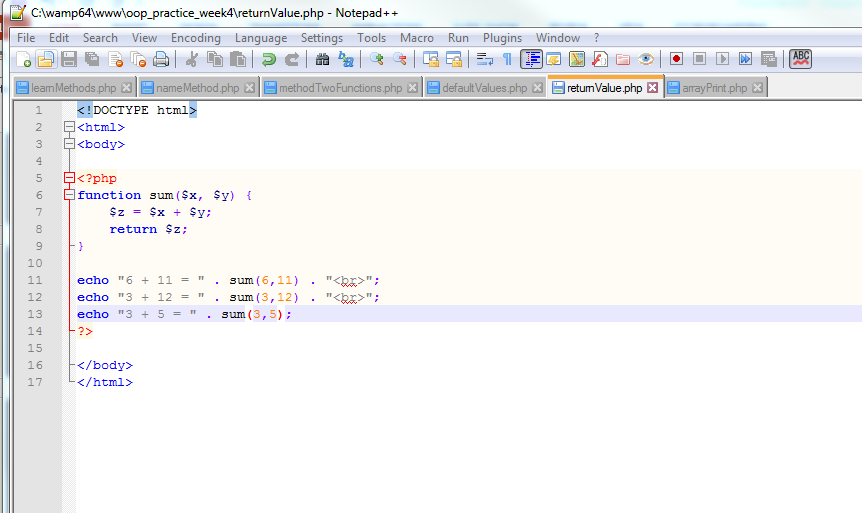 C:\wamp64\www\oop_practice_week4\returnValue.php - Notepad++
File Edit Search View Encoding Language Settings Tools Macro Run Plugins Window ?
ABC
learnMethods.php nameMethod.php methodTwoFunctions.php defaultValues.php returnValue.php arrayPrint.php
1 <!DOCTYPE html>
2 <html>
3 <body>
4
5 <?php
6 function sum($x, $y) {
7 $z = $x + $y;
8 return $z;
9 }
10
11 echo "6 + 11 = " . sum(6,11) . "<br>";
12 echo "3 + 12 = " . sum(3,12) . "<br>";
13 echo "3 + 5 = " . sum(3,5);
14 ?>
15
16 </body>
17 </html>